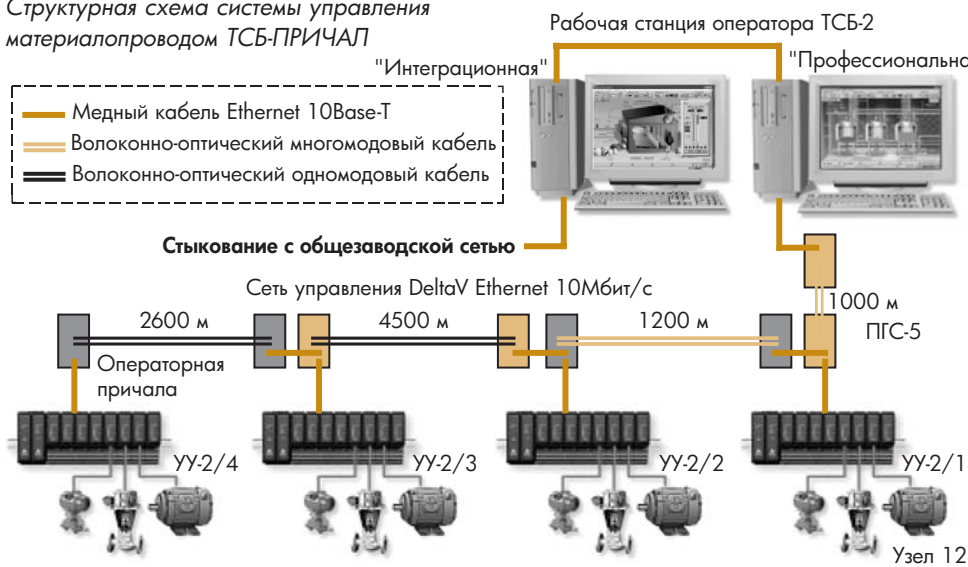 Структурная схема системы управления
материалопроводом ТСБ-ПРИЧАЛ
Рабочая станция оператора ТСБ-2
"Интеграционная"
"Профессиональна
Медный кабель Ethernet 10Base-T
Волоконно-оптический многомодовый кабель
Волоконно-оптический одномодовый кабель
Стыкование с общезаводской сетью
Сеть управления DeltaV Ethernet 10Мбит/с
1000 м
ПГС-5
2600 м
4500 м
1200 м
Операторная
причала
УУ-2/4
УУ-2/3
УУ-2/2
УУ-2/1
Узел 12